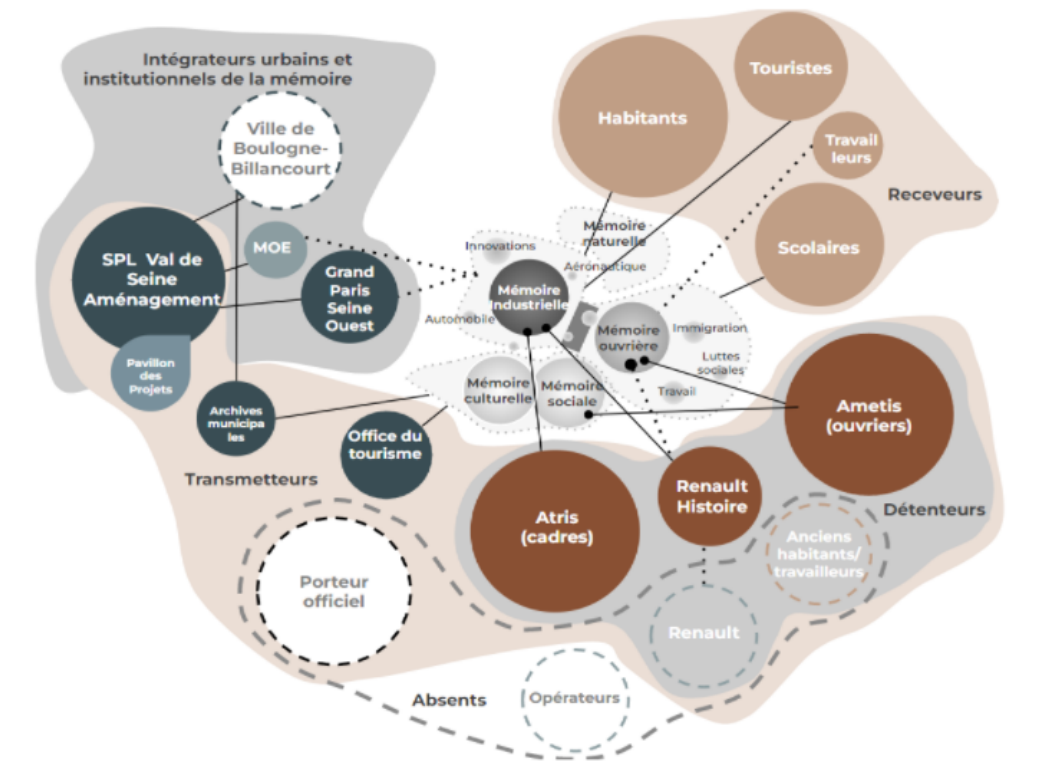 Intégrateurs urbains et
institutionnels de la mémoire
Ville de
Boulogne-
Billancourt
SPL Val de
Seine
Aménagement
MOE
Grand
Paris
Seine
Ouest
Pavillon
des
Projets
Archives
municipa
les
Office du
tourisme
Transmetteurs
Habitants
Touristes
Travail
leurs
Scolaires
Receveurs
Mémoire
naturelle
Innovations
Aéronautique
Mémoire
Industrielle
Automobile
Mémoire
ouvrière
Immigration
Luttes
sociales
Travail
Mémoire
culturelle
Mémoire
sociale
Ametis
(ouvriers)
Atris
(cadres)
Renault
Histoire
Détenteurs
Anciens
habitants/
travailleurs
Porteur
officiel
Renault
Absents
Opérateurs